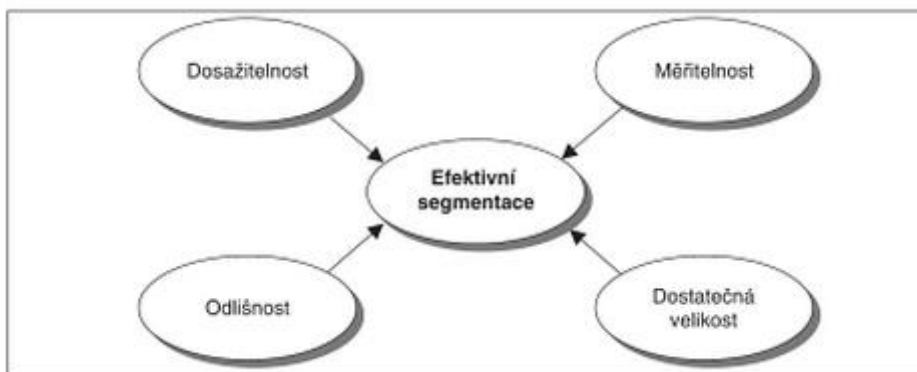 Dosažitelnost
Měřitelnost
Efektivní
segmentace
Odlišnost
Dostatečná
velikost